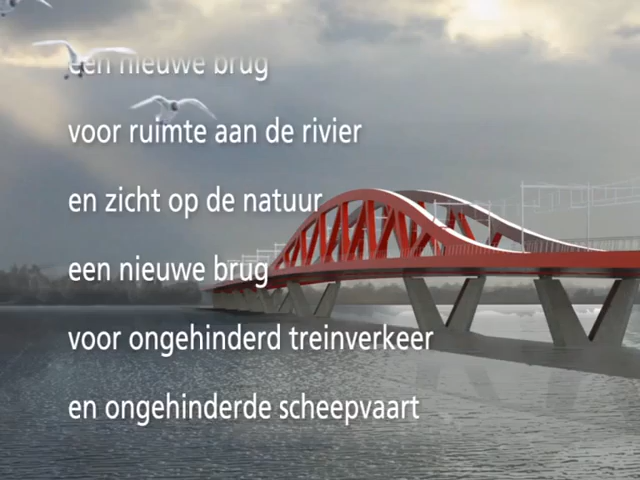 een nieuwe brug
voor ruimte aan de rivier
en zicht op de natuur
een nieuwe brug
voor ongehinderd treinverkeer
en ongehinderde scheepvaart